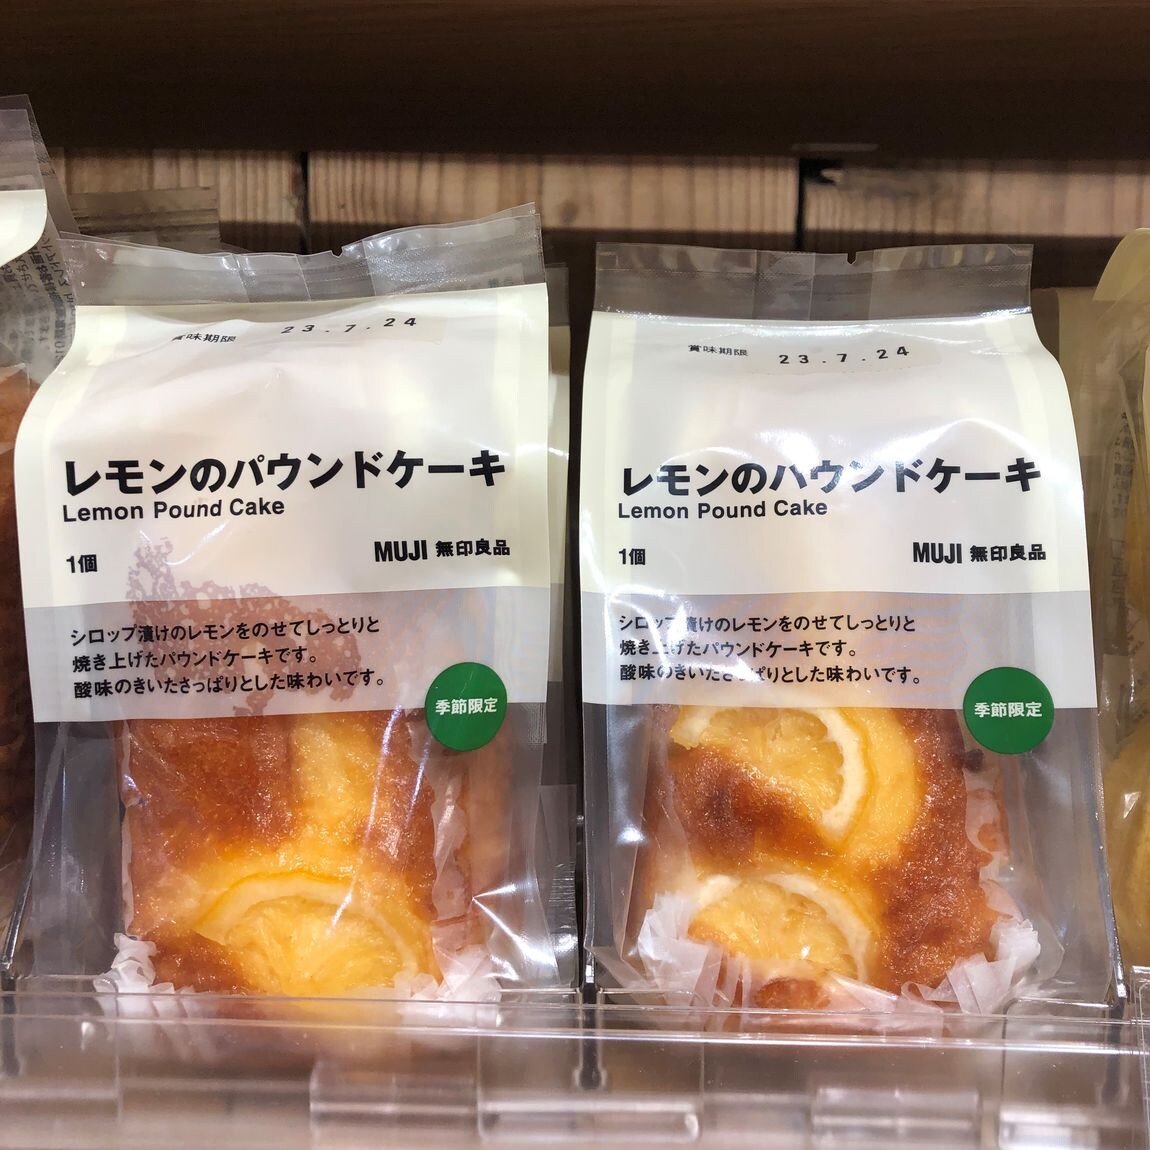 賞味期限 23.7.24
レモンのパウンドケーキ
Lemon Pound Cake
1個
MUJI 無印良品
シロップ漬けのレモンをのせてしっとりと
焼き上げたパウンドケーキです。
酸味のきいたさっぱりとした味わいです。
季節限定
賞味期限 23.7.24
レモンのパウンドケーキ
Lemon Pound Cake
1個
MUJI 無印良品
シロップ漬けのレモンをのせてしっとりと
焼き上げたパウンドケーキです。
酸味のきいたさっぱりとした味わいです。
季節限定